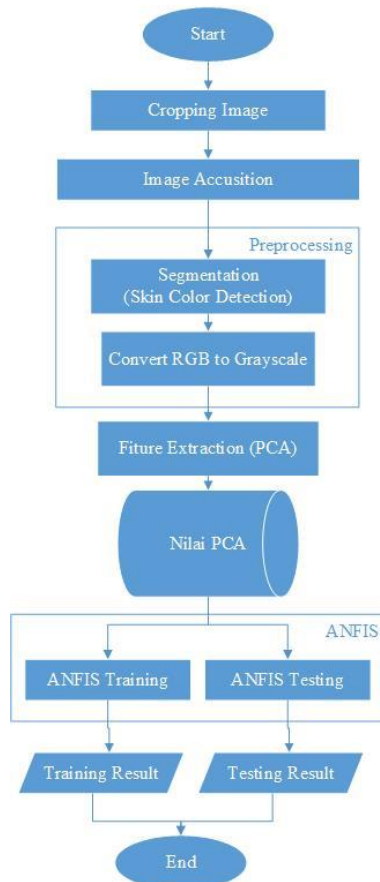 Start
Cropping Image
Image Accusition
Preprocessing
Segmentation
(Skin Color Detection)
Convert RGB to Grayscale
Fiture Extraction (PCA)
Nilai PCA
ANFIS
ANFIS Training
ANFIS Testing
Training Result
Testing Result
End